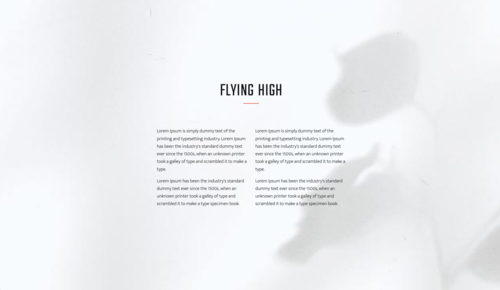 FLYING HIGH
Lorem Ipsum is simply dummy text of the
printing and typesetting industry. Lorem Ipsum
has been the industry's standard dummy text
ever since the 1500s, when an unknown printer
took a galley of type and scrambled it to make a
type.
Lorem Ipsum has been the industry's standard
dummy text ever since the 1500s, when an
unknown printer took a galley of type and
scrambled it to make a type specimen book.
Lorem Ipsum is simply dummy text of the
printing and typesetting industry. Lorem Ipsum
has been the industry's standard dummy text
ever since the 1500s, when an unknown printer
took a galley of type and scrambled it to make a
type.
Lorem Ipsum has been the industry's standard
dummy text ever since the 1500s, when an
unknown printer took a galley of type and
scrambled it to make a type specimen book.